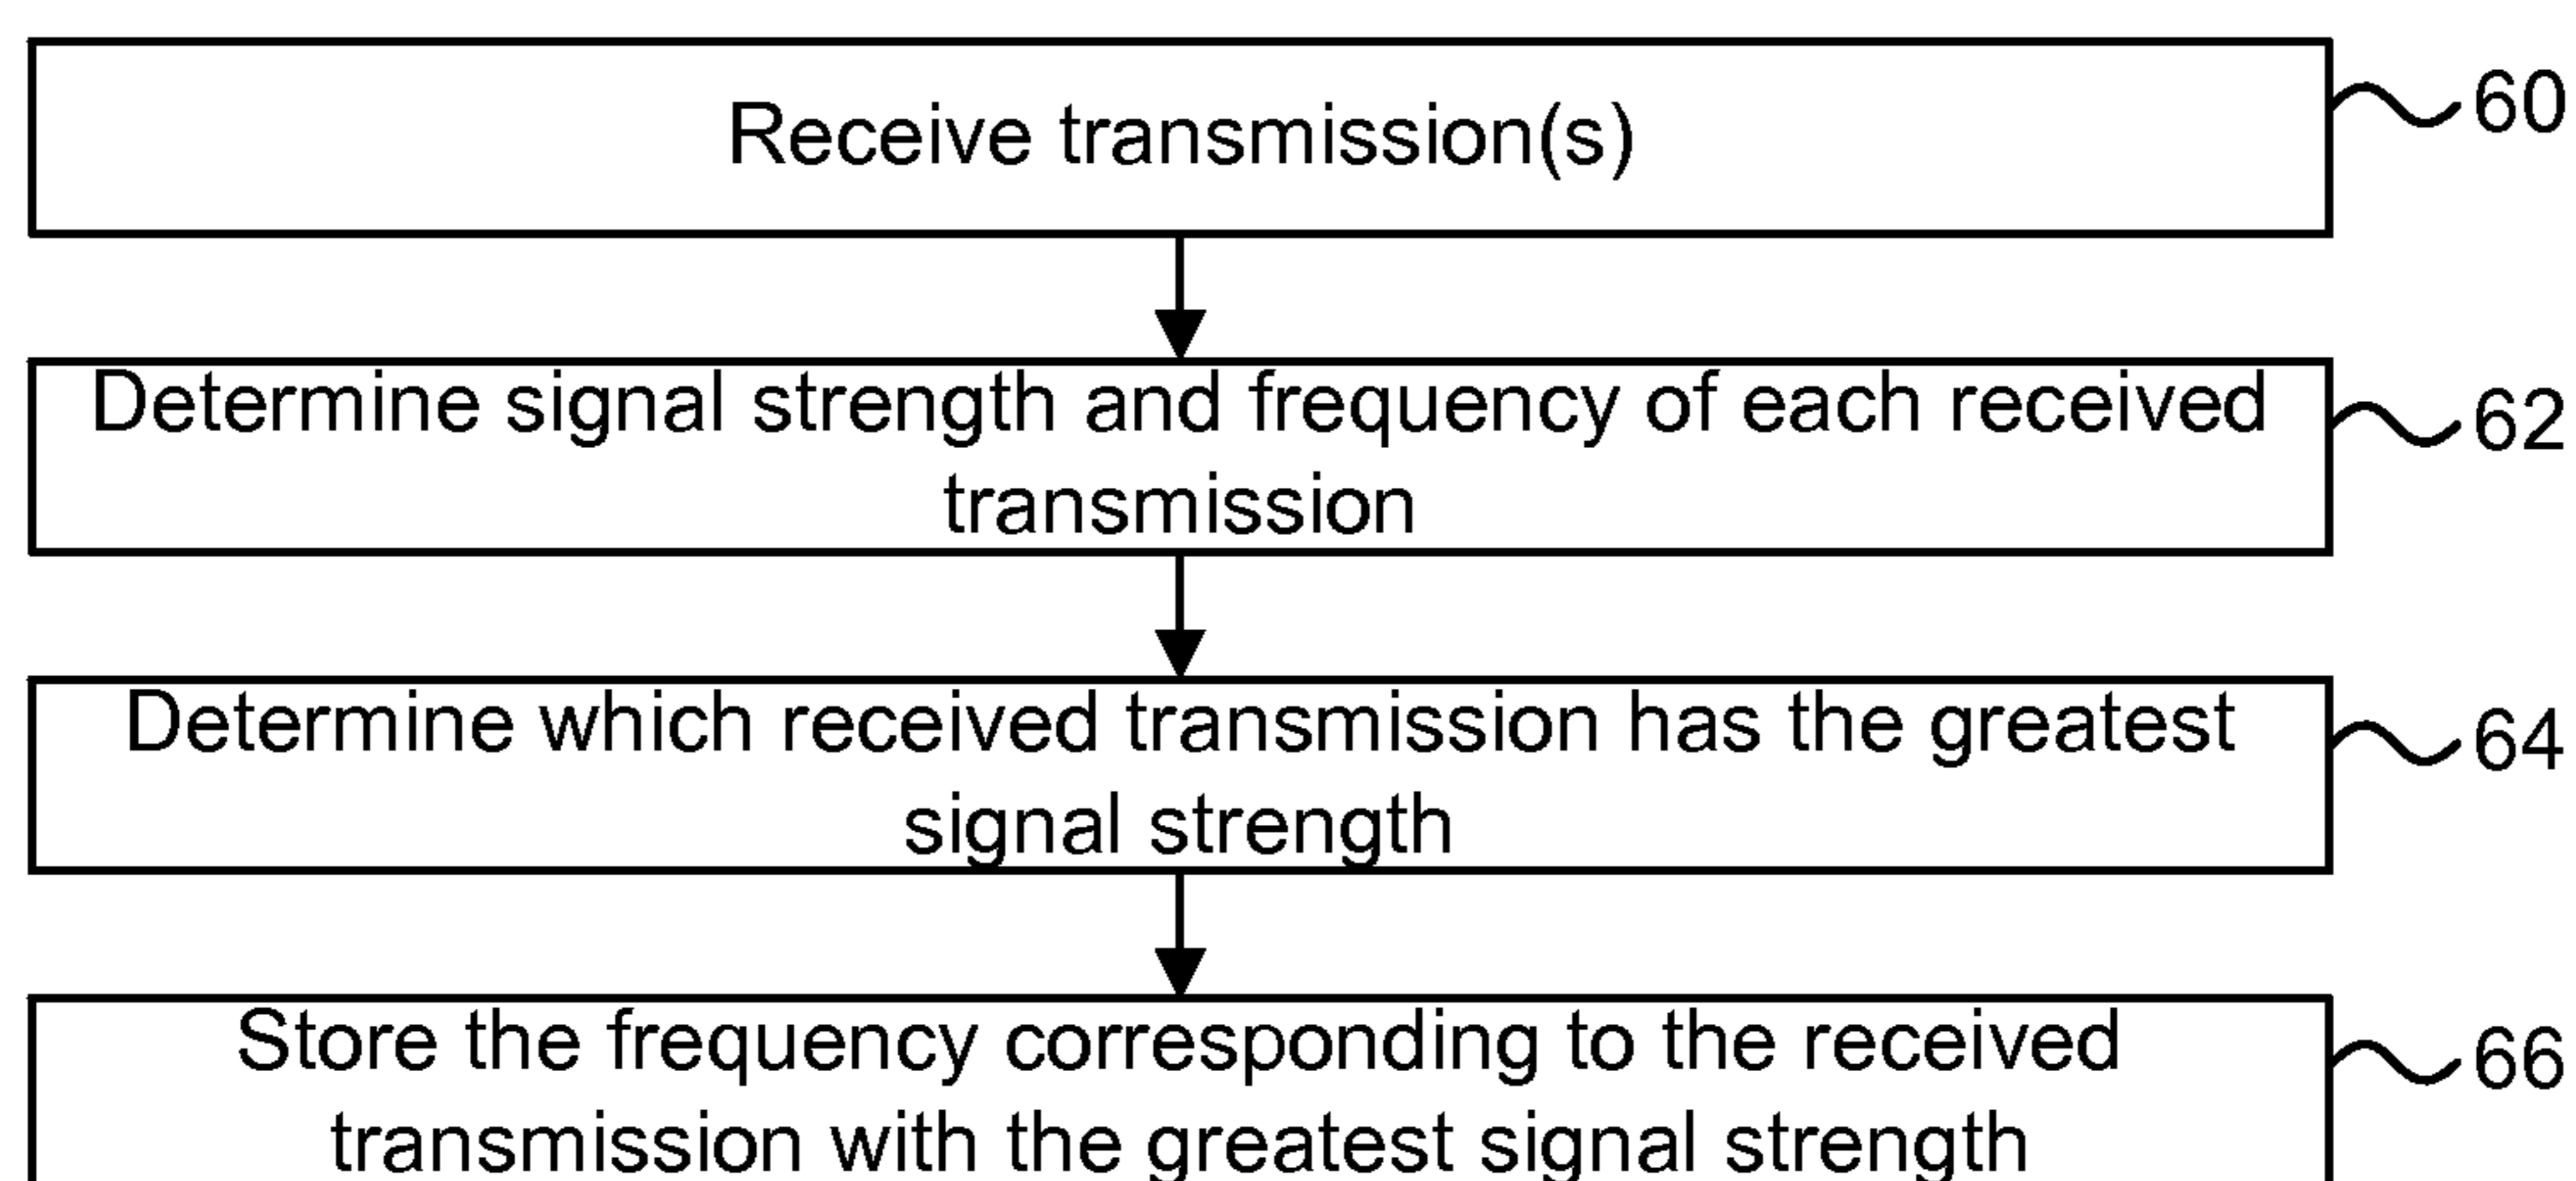 Receive transmission(s)
60
Determine signal strength and frequency of each received
transmission
62
Determine which received transmission has the greatest
signal strength
64
Store the frequency corresponding to the received
transmission with the greatest signal strength
66